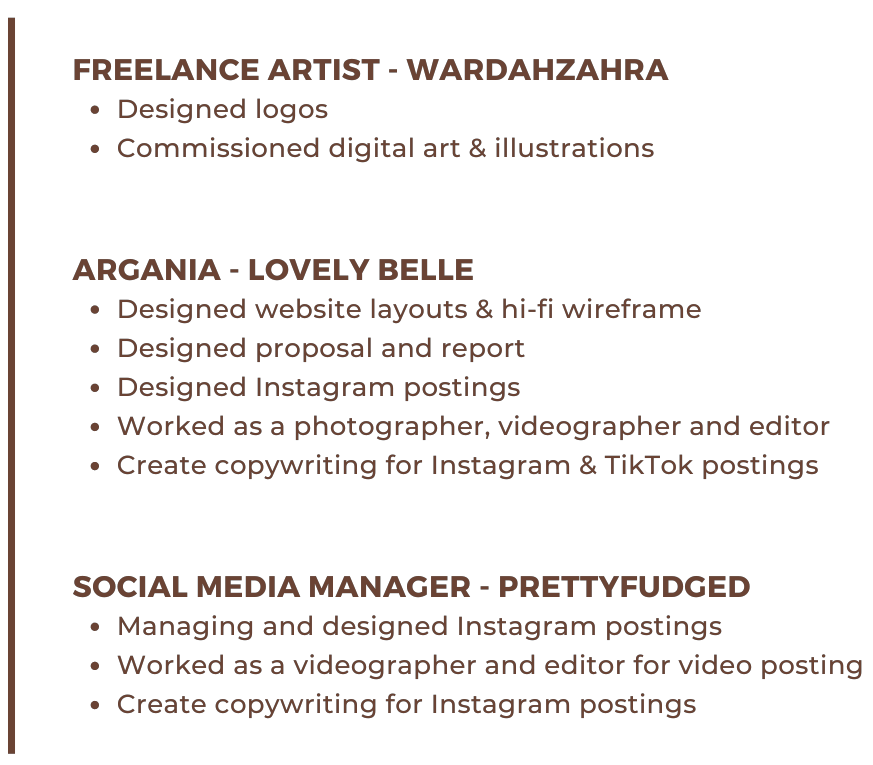 FREELANCE ARTIST - WARDAHZAHRA
• Designed logos
• Commissioned digital art & illustrations
ARGANIA - LOVELY BELLE
• Designed website layouts & hi-fi wireframe
• Designed proposal and report
• Designed Instagram postings
• Worked as a photographer, videographer and editor
• Create copywriting for Instagram & TikTok postings
SOCIAL MEDIA MANAGER - PRETTYFUDGED
• Managing and designed Instagram postings
• Worked as a videographer and editor for video posting
• Create copywriting for Instagram postings